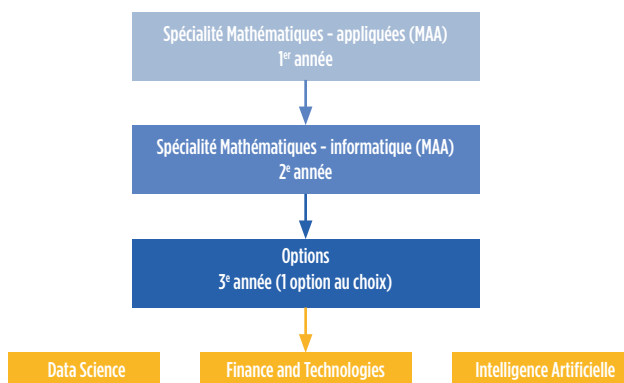 Spécialité Mathématiques - appliquées (MAA)
1er année
Spécialité Mathématiques - informatique (MAA)
2e année
Options
3e année (1 option au choix)
Data Science
Finance and Technologies
Intelligence Artificielle